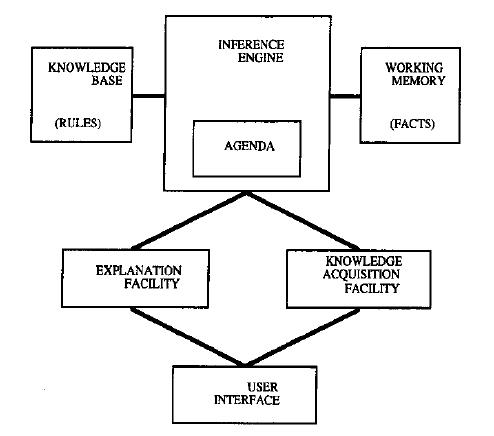 KNOWLEDGE
BASE
(RULES)
INFERENCE
ENGINE
AGENDA
WORKING
MEMORY
(FACTS)
EXPLANATION
FACILITY
KNOWLEDGE
ACQUISITION
FACILITY
USER
INTERFACE